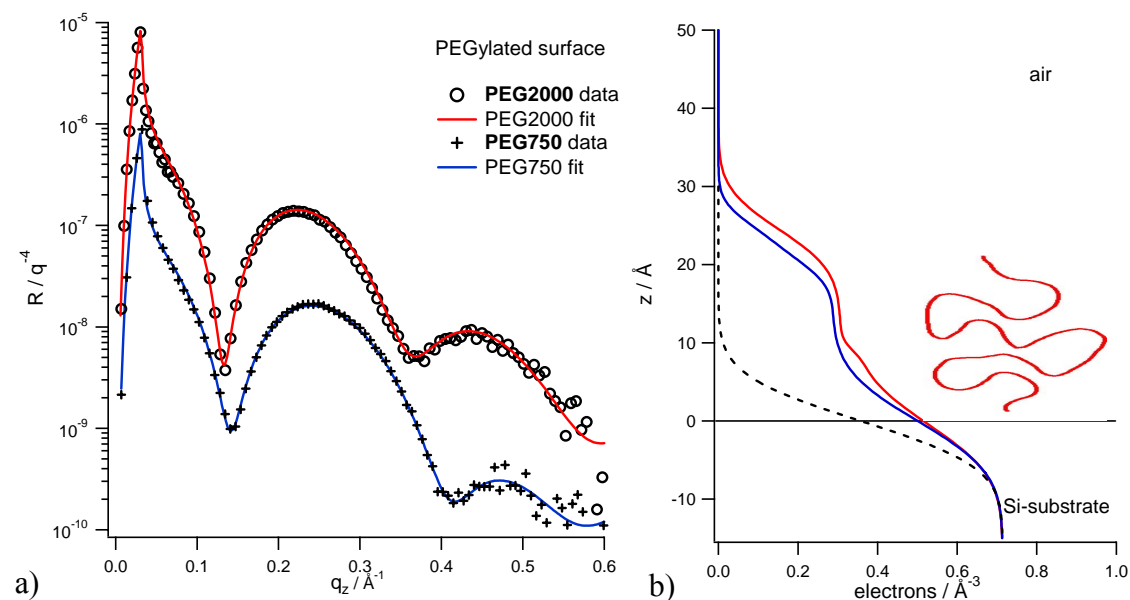 10⁻⁵
10⁻⁶
10⁻⁷
10⁻⁸
10⁻⁹
10⁻¹⁰
R / q⁻⁴
PEGylated surface
PEG2000 data
PEG2000 fit
PEG750 data
PEG750 fit
0.0 0.1 0.2 0.3 0.4 0.5 0.6
q_z / Å⁻¹
a)
50
40
30
20
10
0
-10
z / Å
air
Si-substrate
0.0 0.2 0.4 0.6 0.8 1.0
electrons / Å⁻³
b)